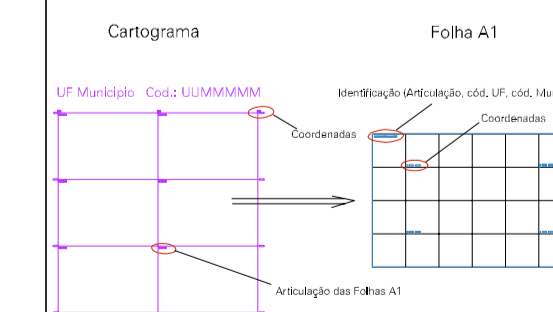 Cartograma
Folha A1
UF Municipio Cod.: UUMMMMM
Identificação (Articulação, cód. UF, cód. Mu
Coordenadas
Coordenadas
Articulação das Folhas A1